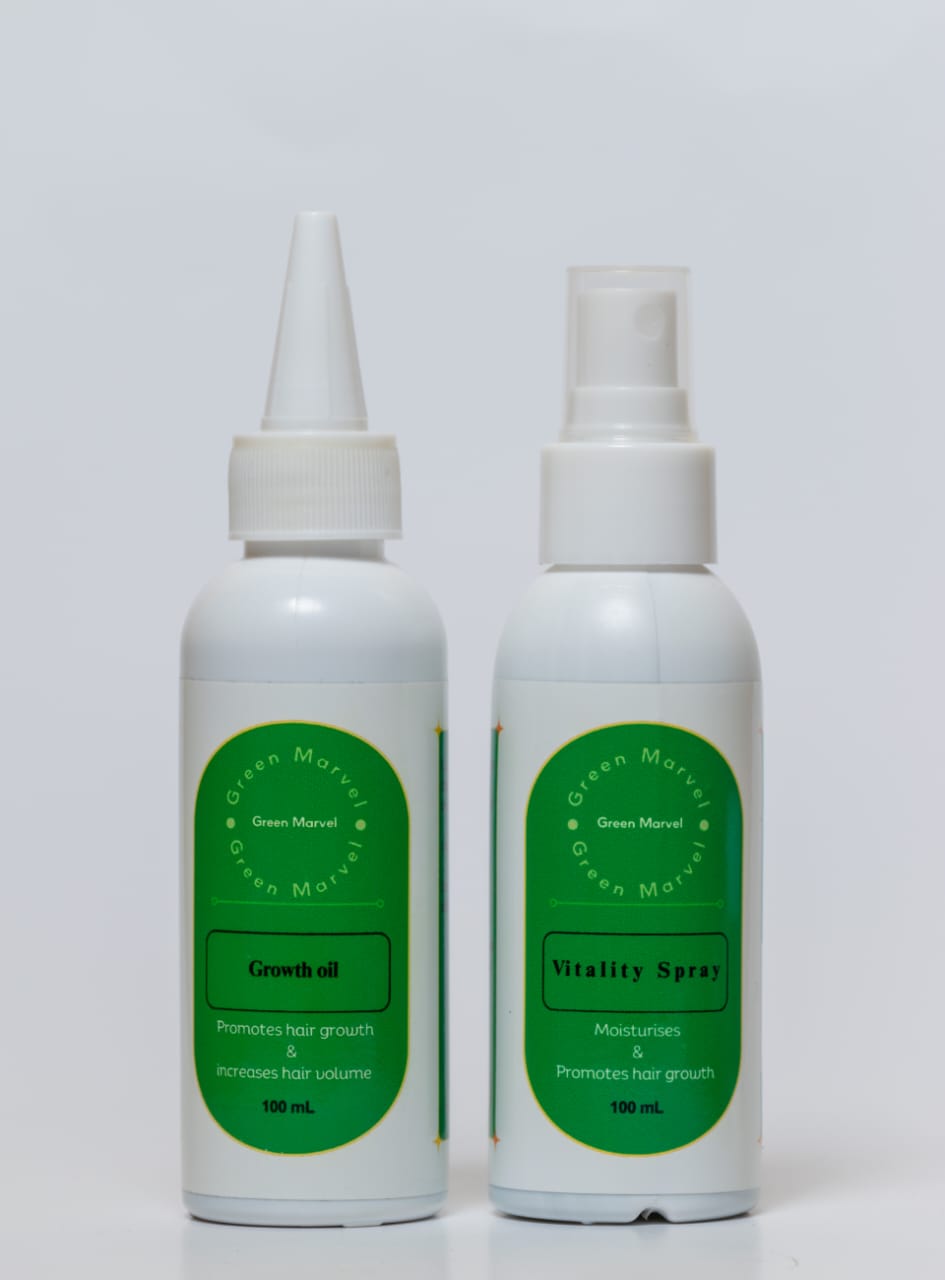 Green Marvel
Green Marvel
Green Marvel
Growth oil
Promotes hair growth
&
increases hair volume
100 mL
Green Marvel
Green Marvel
Green Marvel
Vitality Spray
Moisturises
&
Promotes hair growth
100 mL